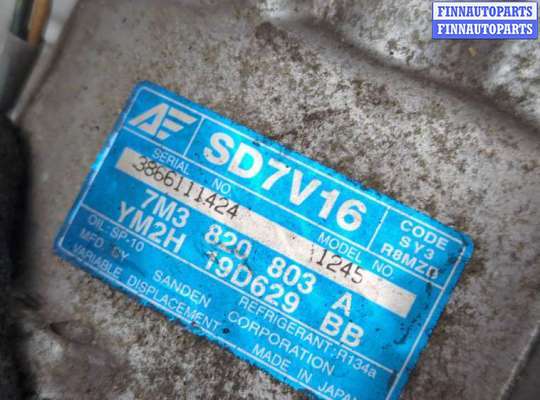 FINNAUTOPARTS
FINNAUTOPARTS
AE SD7V16 CODE
SY3
R8MZD
SERIAL NO. MODEL NO
3866111424 1245
7M3 820 803 A
YM2H 19D629 BB
OIL:SP-10 REFRIGERANT:R134a
MFD BY SANDEN CORPORATION
VARIABLE DISPLACEMENT MADE IN JAPAN